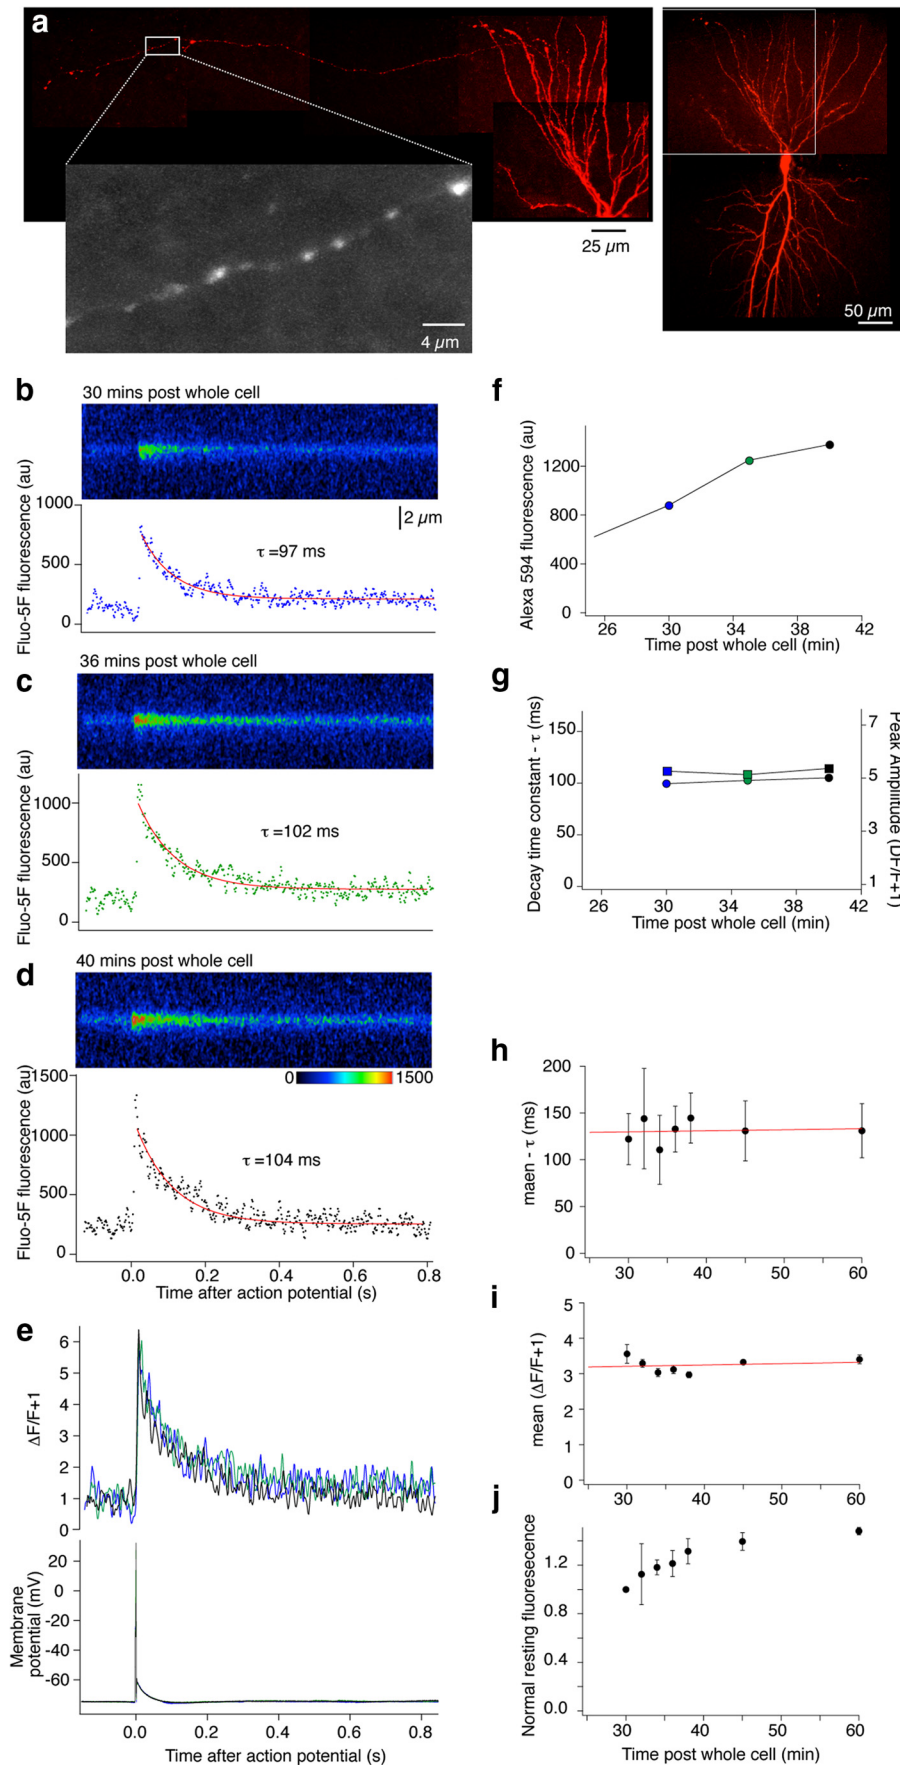 a
25 µm
4 µm
50 µm
b
30 mins post whole cell
Fluo-5F fluorescence (au)
1000
500
0
2 µm
τ =97 ms
c
36 mins post whole cell
Fluo-5F fluorescence (au)
1000
500
0
τ =102 ms
d
40 mins post whole cell
0 1500
Fluo-5F fluorescence (au)
1500
1000
500
0
τ =104 ms
0.0 0.2 0.4 0.6 0.8
Time after action potential (s)
e
ΔF/F+1
6
5
4
3
2
1
0
Membrane
potential (mV)
20
0
-20
-40
-60
0.0 0.2 0.4 0.6 0.8
Time after action potential (s)
f
Alexa 594 fluorescence (au)
1200
800
400
0
26 30 34 38 42
Time post whole cell (min)
g
Decay time constant - τ (ms)
150
100
50
0
7
5
3
1
Peak Amplitude (DF/F+1)
26 30 34 38 42
Time post whole cell (min)
h
maen - τ (ms)
200
150
100
50
0
30 40 50 60
i
mean (ΔF/F+1)
5
4
3
2
1
0
30 40 50 60
j
Normal resting fluoresecence
1.2
0.8
0.4
0.0
30 40 50 60
Time post whole cell (min)